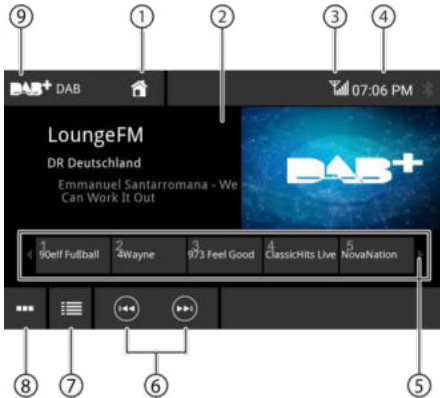 ⑨ ① ② ③ ④
DAB+ DAB 07:06 PM
LoungeFM
DR Deutschland
Emmanuel Santarromana - We
Can Work It Out
DAB+
1 2 3 4 5
90elf Fußball 4Wayne 973 Feel Good ClassicHits Live NovaNation
⑧ ⑦ ⑥ ⑤